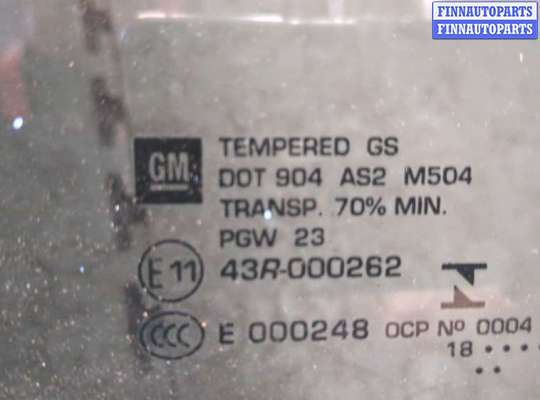 FINNAUTOPARTS
FINNAUTOPARTS
GM
TEMPERED GS
DOT 904 AS2 M504
TRANSP. 70% MIN.
PGW 23
E11 43R-000262
CCC E 000248 OCP Nº 0004
18 • • • •
• •